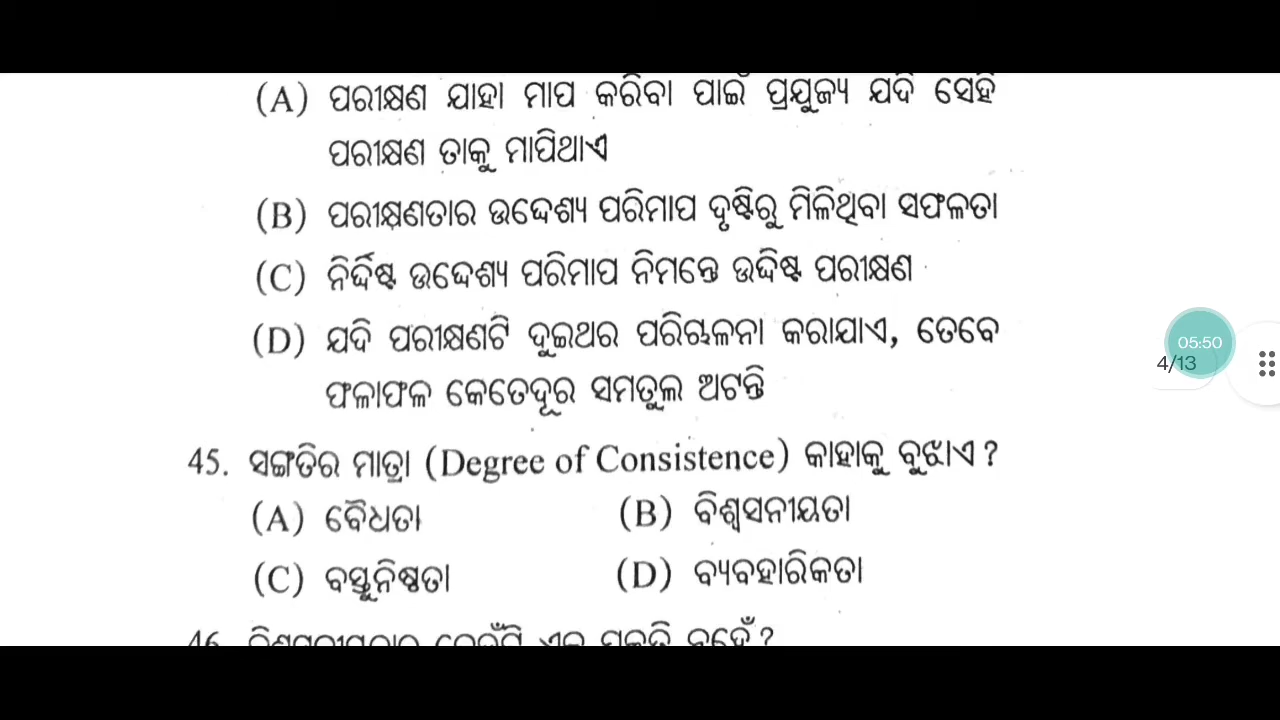 (A) ପରୀକ୍ଷଣ ଯାହା ମାପ କରିବା ପାଇଁ ପ୍ରଯୁଜ୍ୟ ଯଦି ସେହି
ପରୀକ୍ଷଣ ତାକୁ ମାପିଥାଏ
(B) ପରୀକ୍ଷଣତାର ଉଦ୍ଦେଶ୍ୟ ପରିମାପ ଦୃଷ୍ଟିରୁ ମିଳିଥିବା ସଫଳତା
(C) ନିର୍ଦ୍ଦିଷ୍ଟ ଉଦ୍ଦେଶ୍ୟ ପରିମାପ ନିମନ୍ତେ ଉଦ୍ଦିଷ୍ଟ ପରୀକ୍ଷଣ
(D) ଯଦି ପରୀକ୍ଷଣଟି ଦୁଇଥର ପରିଚାଳନା କରାଯାଏ, ତେବେ
ଫଳାଫଳ କେତେଦୂର ସମତୁଲ ଅଟନ୍ତି
05:50
4/13
45. ସଙ୍ଗତିର ମାତ୍ରା (Degree of Consistence) କାହାକୁ ବୁଝାଏ ?
(A) ବୈଧତା (B) ବିଶ୍ୱସନୀୟତା
(C) ବସ୍ତୁନିଷ୍ଠତା (D) ବ୍ୟବହାରିକତା
46. ନୁହେଁ ?